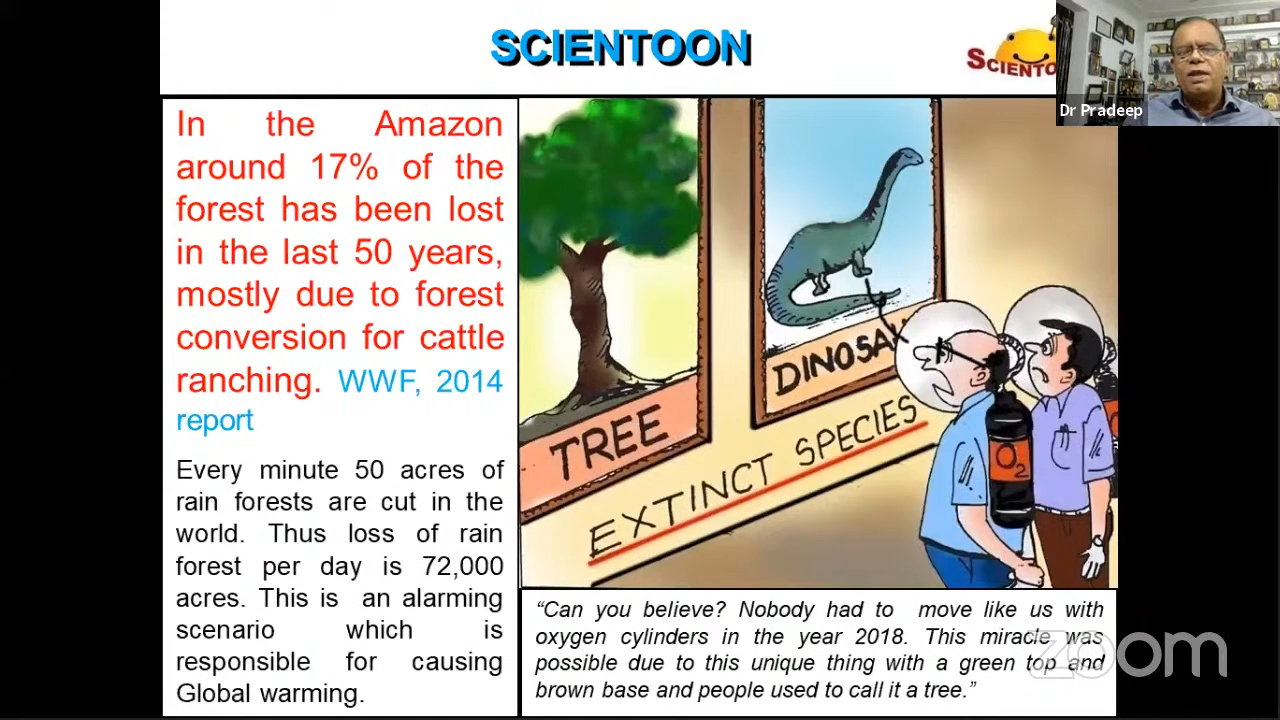 SCIENTOON
Dr Pradeep
In the Amazon
around 17% of the
forest has been lost
in the last 50 years,
mostly due to forest
conversion for cattle
ranching. WWF, 2014
report
Every minute 50 acres of
rain forests are cut in the
world. Thus loss of rain
forest per day is 72,000
acres. This is an alarming
scenario which is
responsible for causing
Global warming.
TREE
EXTINCT SPECIES
O2
"Can you believe? Nobody had to move like us with
oxygen cylinders in the year 2018. This miracle was
possible due to this unique thing with a green top and
brown base and people used to call it a tree."
zoom